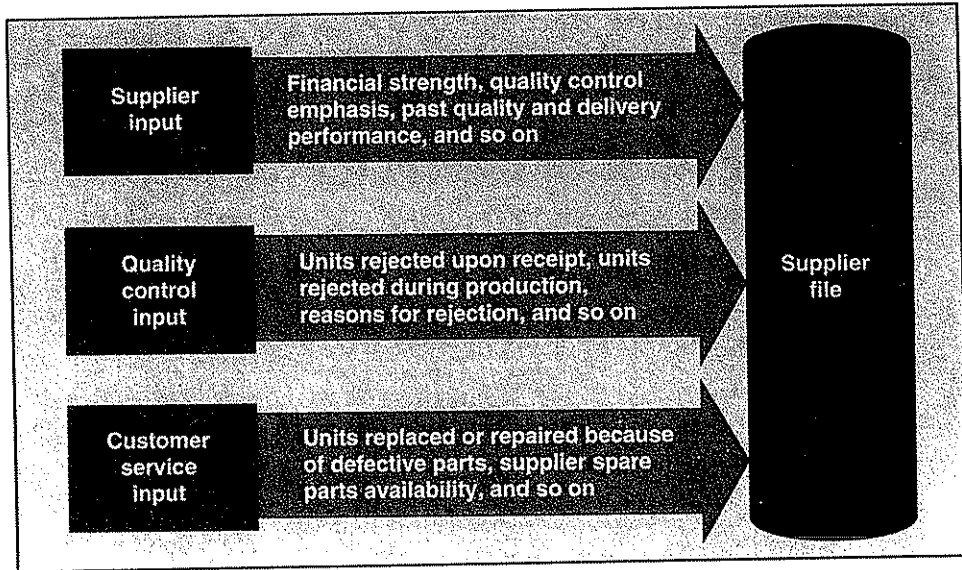 Supplier
input
Financial strength, quality control
emphasis, past quality and delivery
performance, and so on
Quality
control
input
Units rejected upon receipt, units
rejected during production,
reasons for rejection, and so on
Supplier
file
Customer
service
input
Units replaced or repaired because
of defective parts, supplier spare
parts availability, and so on